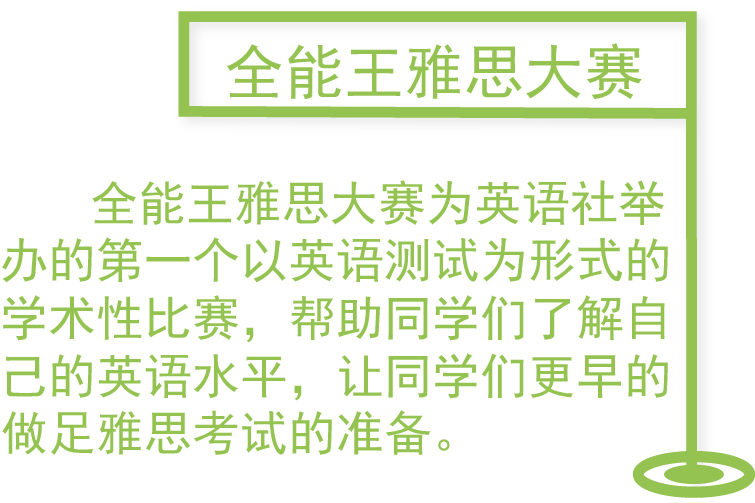 全能王雅思大赛
全能王雅思大赛为英语社举
办的第一个以英语测试为形式的
学术性比赛，帮助同学们了解自
己的英语水平，让同学们更早的
做足雅思考试的准备。